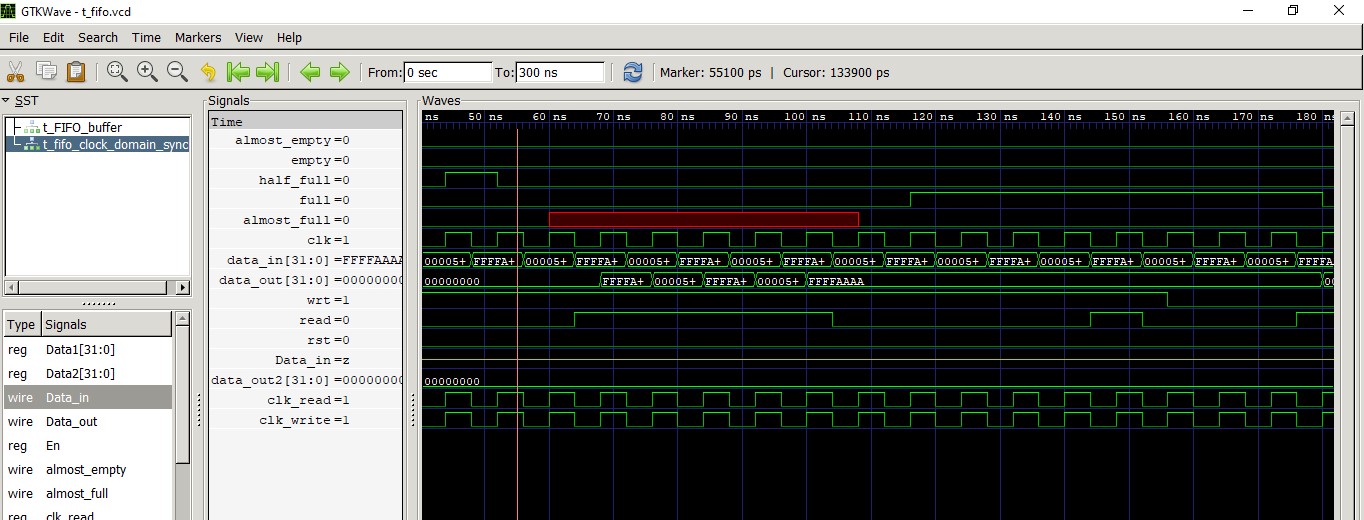 GTKWave - t_fifo.vcd
File Edit Search Time Markers View Help
From: 0 sec To: 300 ns Marker: 55100 ps | Cursor: 133900 ps
SST
t_FIFO_buffer
t_fifo_clock_domain_sync
Type Signals
reg Data1[31:0]
reg Data2[31:0]
wire Data_in
wire Data_out
reg En
wire almost_empty
wire almost_full
reg clk_read
Signals
Time
almost_empty=0
empty=0
half_full=0
full=0
almost_full=0
clk=1
data_in[31:0]=FFFFAAAA
data_out[31:0]=00000000
wrt=1
read=0
rst=0
Data_in=z
data_out2[31:0]=00000000
clk_read=1
clk_write=1
Waves
ns 50 ns 60 ns 70 ns 80 ns 90 ns 100 ns 110 ns 120 ns 130 ns 140 ns 150 ns 160 ns 170 ns 180 ns
00005+ FFFFA+ 00005+ FFFFA+ 00005+ FFFFA+ 00005+ FFFFA+ 00005+ FFFFA+ 00005+ FFFFA+ 00005+ FFFFA+ 00005+ FFFFA+ 00005+ FFFFA
00000000 FFFFA+ 00005+ FFFFA+ 00005+ FFFFAAAA 00
00000000